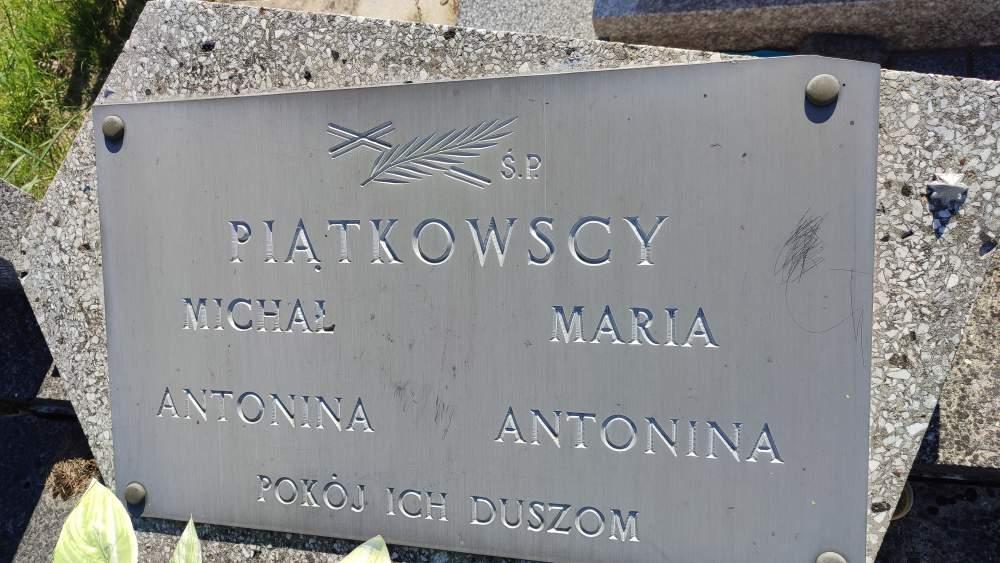 Ś.P.
PIĄTKOWSCY
MICHAŁ MARIA
ANTONINA ANTONINA
POKÓJ ICH DUSZOM